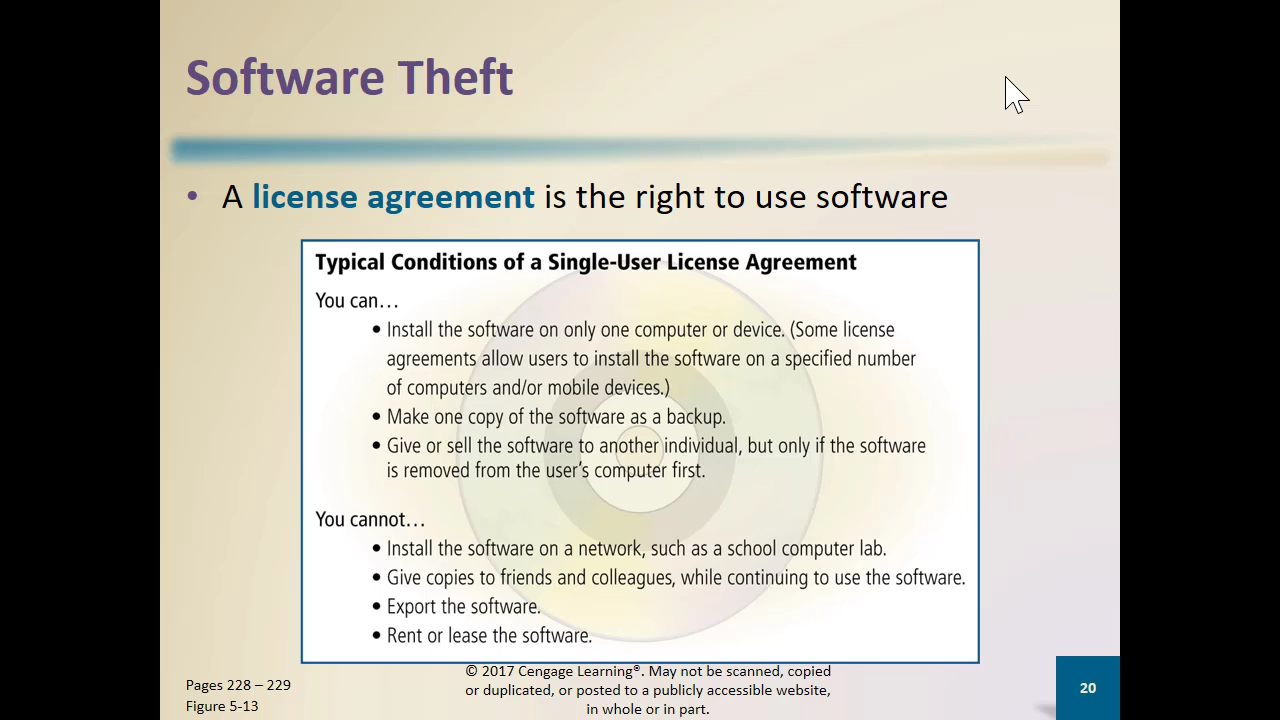 Software Theft
• A license agreement is the right to use software
Typical Conditions of a Single-User License Agreement
You can…
• Install the software on only one computer or device. (Some license
agreements allow users to install the software on a specified number
of computers and/or mobile devices.)
• Make one copy of the software as a backup.
• Give or sell the software to another individual, but only if the software
is removed from the user's computer first.
You cannot…
• Install the software on a network, such as a school computer lab.
• Give copies to friends and colleagues, while continuing to use the software.
• Export the software.
• Rent or lease the software.
Pages 228 – 229
Figure 5-13
© 2017 Cengage Learning®. May not be scanned, copied
or duplicated, or posted to a publicly accessible website,
in whole or in part.
20